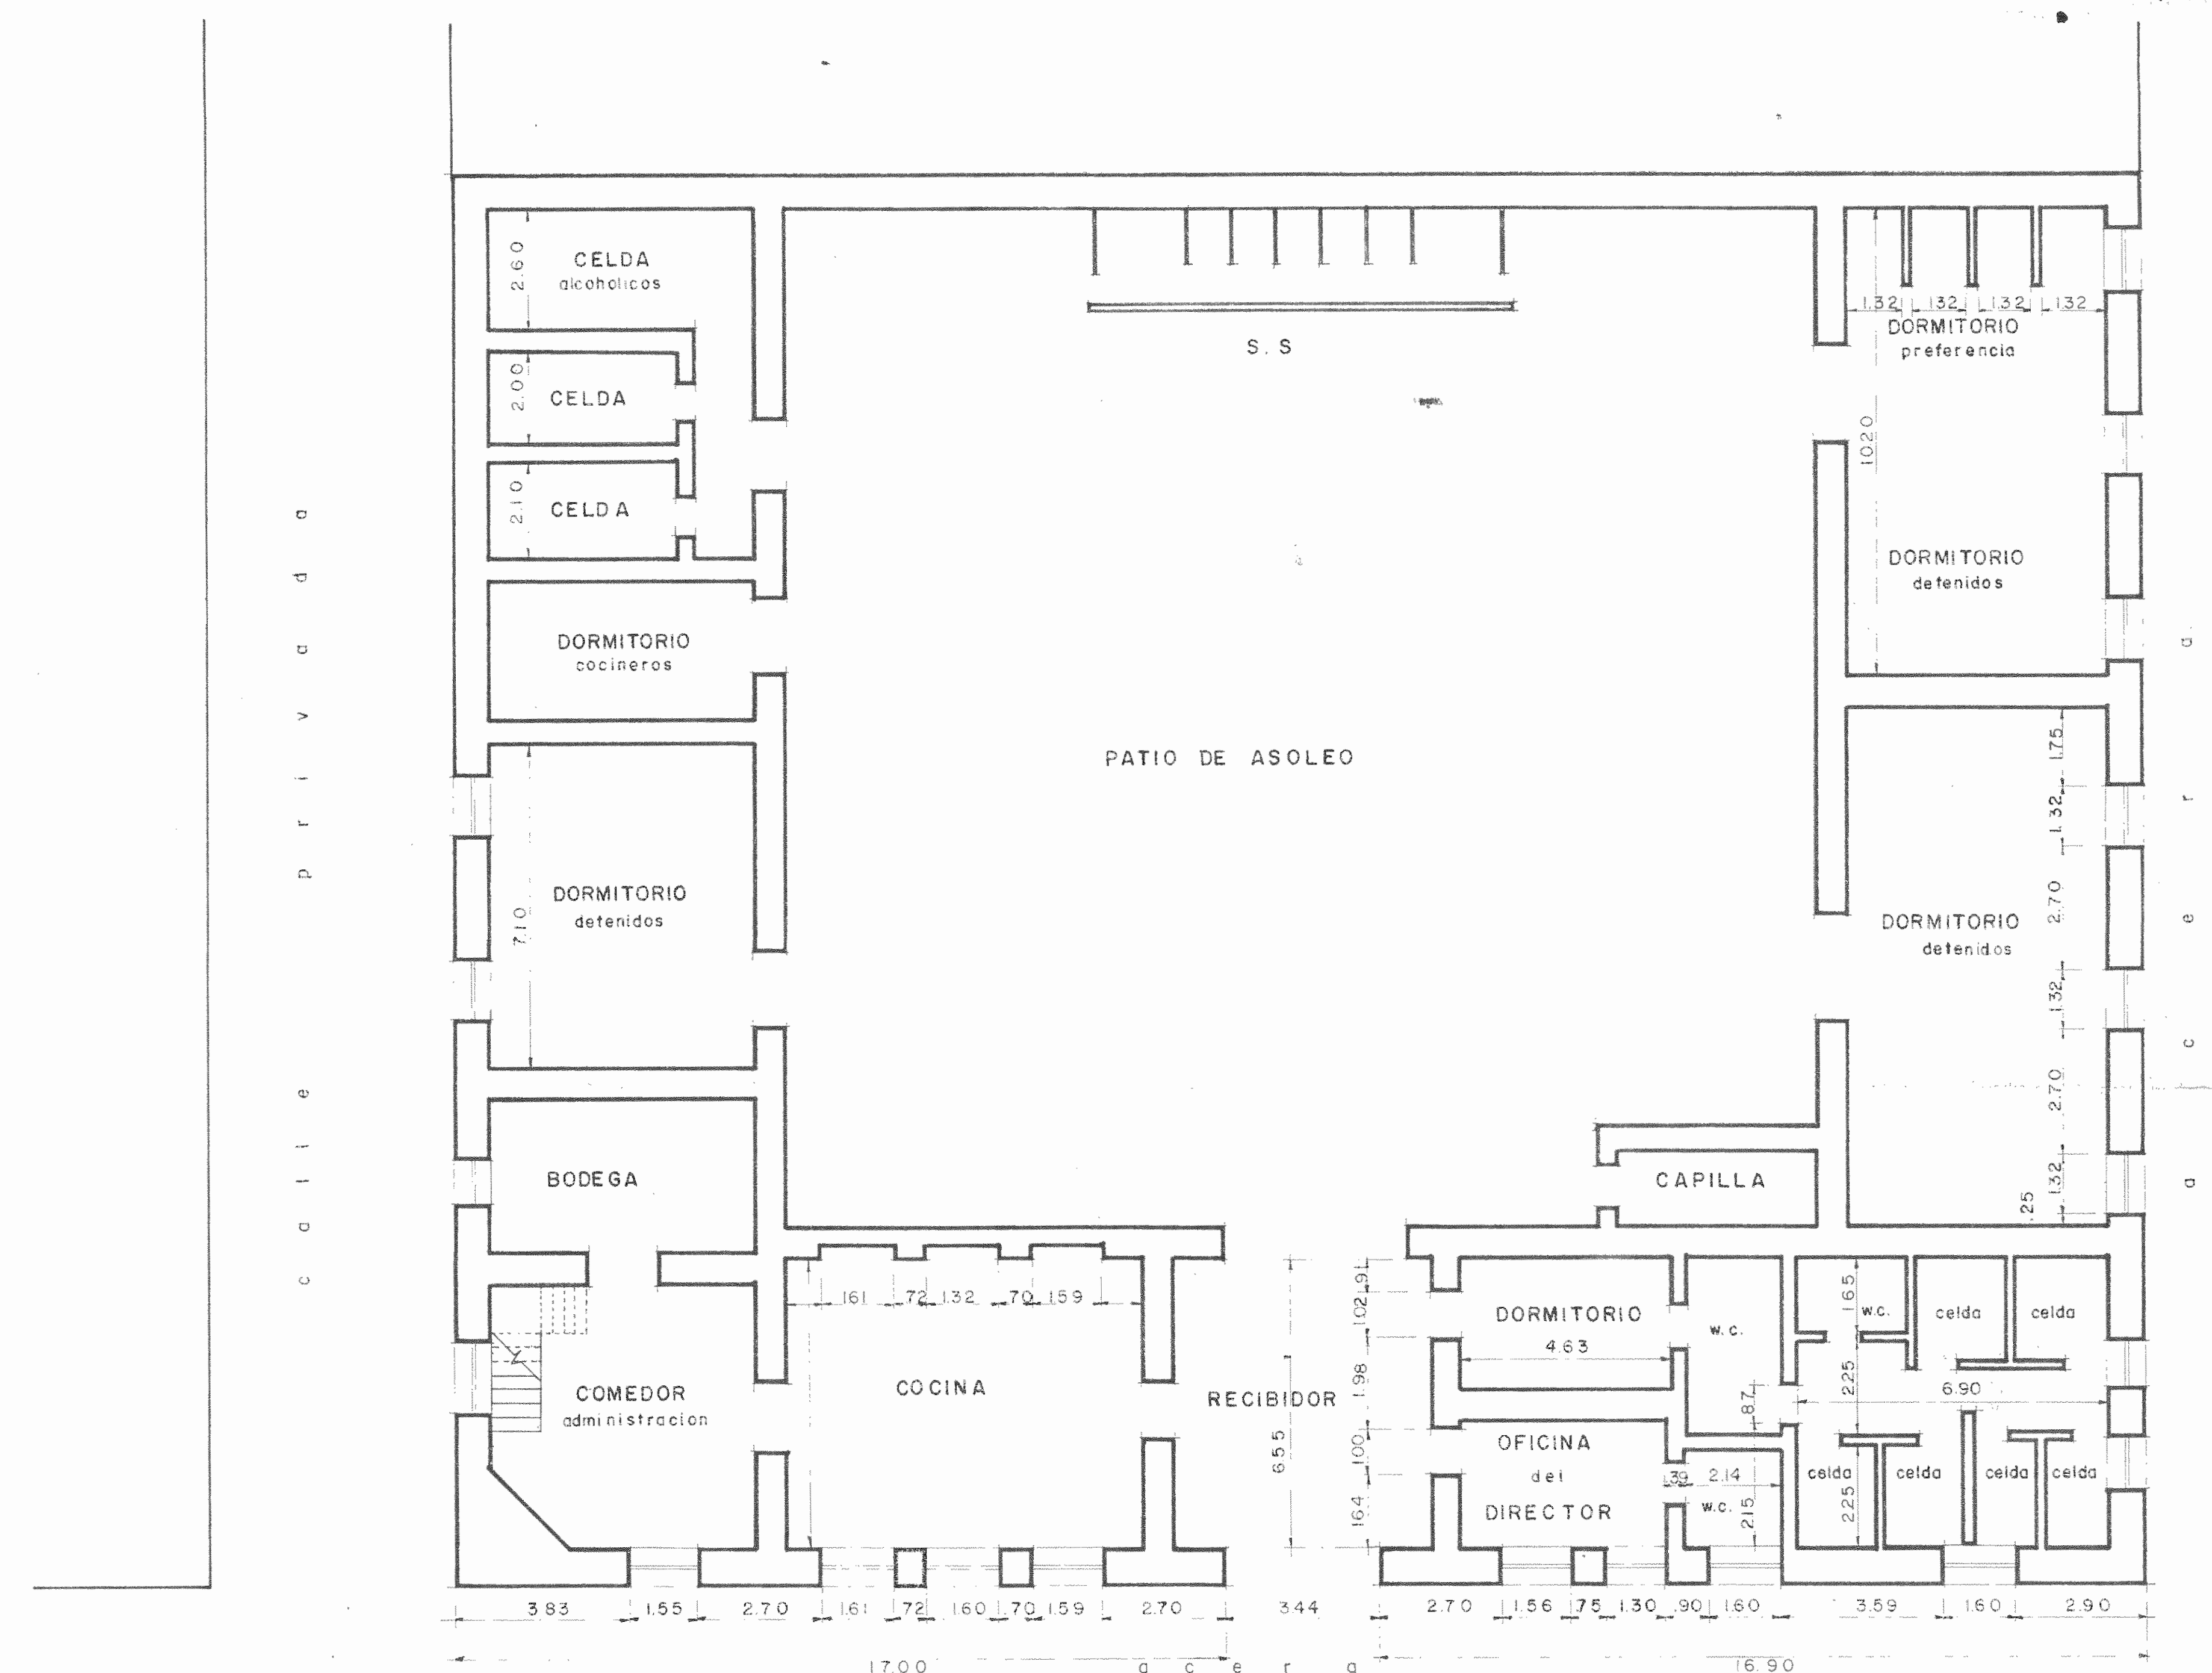 CELDA
alcoholicos
2.60
CELDA
2.00
CELDA
2.10
DORMITORIO
cocineros
DORMITORIO
detenidos
7.10
BODEGA
COMEDOR
administracion
calle privada
S.S
PATIO DE ASOLEO
1.32 1.32 1.32 1.32
DORMITORIO
preferencia
10.20
DORMITORIO
detenidos
DORMITORIO
detenidos
1.75
1.32
2.70
1.32
2.70
1.32
.25
acera
CAPILLA
1.61 .72 1.32 .70 1.59
COCINA
RECIBIDOR
6.55
.91
1.02
1.98
1.00
1.64
DORMITORIO
4.63
w.c.
OFICINA
del
DIRECTOR
.87
.39 2.14
w.c.
2.15
1.65
w.c.
celda
celda
2.25
6.90
celda
celda
celda
celda
2.25
3.83 1.55 2.70 1.61 .72 1.60 .70 1.59 2.70 3.44 2.70 1.56 .75 1.30 .90 1.60 3.59 1.60 2.90
17.00 acera 16.90